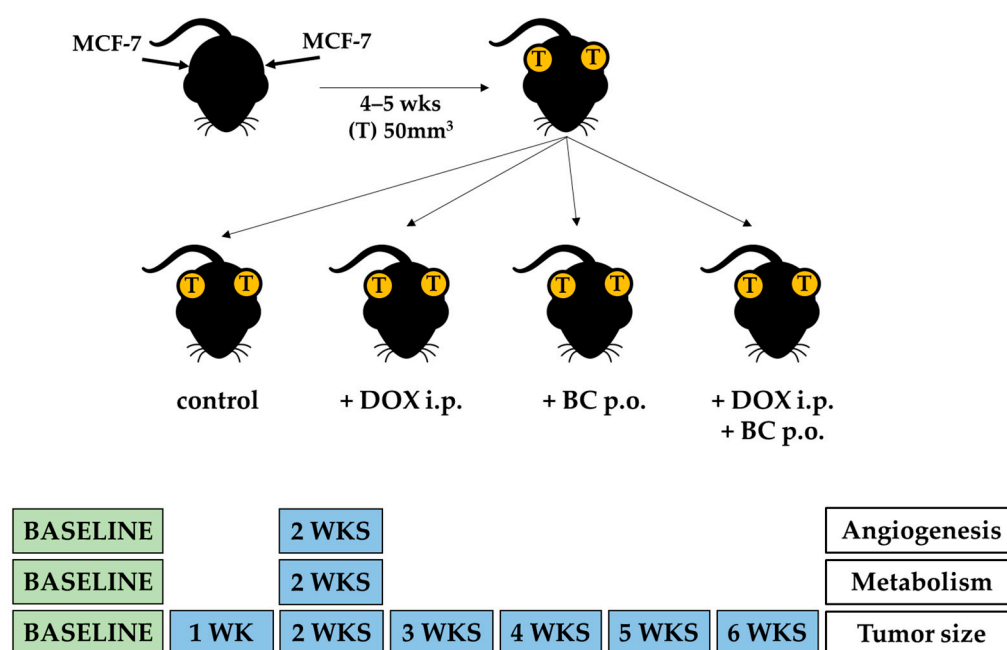 MCF-7
MCF-7
T T
4–5 wks
(T) 50mm³
T T
T T
T T
T T
control
+ DOX i.p.
+ BC p.o.
+ DOX i.p.
+ BC p.o.
BASELINE 2 WKS Angiogenesis
BASELINE 2 WKS Metabolism
BASELINE 1 WK 2 WKS 3 WKS 4 WKS 5 WKS 6 WKS Tumor size